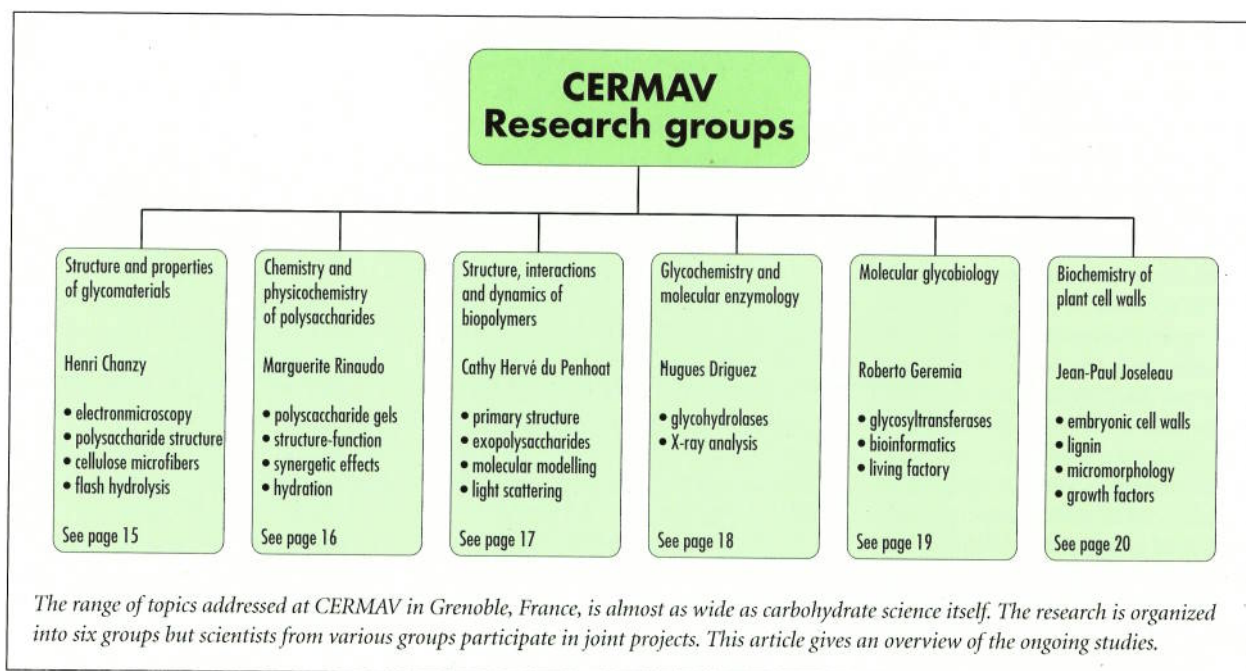 CERMAV
Research groups
Structure and properties
of glycomaterials
Henri Chanzy
• electronmicroscopy
• polysaccharide structure
• cellulose microfibers
• flash hydrolysis
See page 15
Chemistry and
physicochemistry
of polysaccharides
Marguerite Rinaudo
• polyscaccharide gels
• structure-function
• synergetic effects
• hydration
See page 16
Structure, interactions
and dynamics of
biopolymers
Cathy Hervé du Penhoat
• primary structure
• exopolysaccharides
• molecular modelling
• light scattering
See page 17
Glycochemistry and
molecular enzymology
Hugues Driguez
• glycohydrolases
• X-ray analysis
See page 18
Molecular glycobiology
Roberto Geremia
• glycosyltransferases
• bioinformatics
• living factory
See page 19
Biochemistry of
plant cell walls
Jean-Paul Joseleau
• embryonic cell walls
• lignin
• micromorphology
• growth factors
See page 20
The range of topics addressed at CERMAV in Grenoble, France, is almost as wide as carbohydrate science itself. The research is organized
into six groups but scientists from various groups participate in joint projects. This article gives an overview of the ongoing studies.